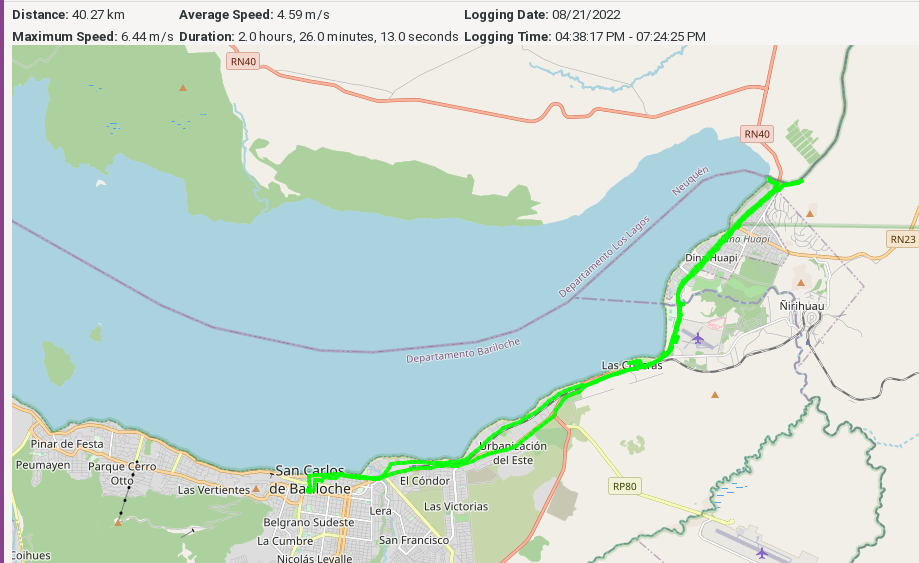 Distance: 40.27 km Average Speed: 4.59 m/s Logging Date: 08/21/2022
Maximum Speed: 6.44 m/s Duration: 2.0 hours, 26.0 minutes, 13.0 seconds Logging Time: 04:38:17 PM - 07:24:25 PM
RN40
RN40
Neuquén
Departamento Los Lagos
Dina Huapi
RN23
Dina Huapi
Ñirihuau
Departamento Bariloche
Las Chacras
Pinar de Festa
Peumayen
Parque Cerro
Otto
Las Vertientes
San Carlos
de Bariloche
Urbanización
del Este
El Cóndor
RP80
Lera
Las Victorias
Belgrano Sudeste
La Cumbre
San Francisco
Nicolás Levalle
Coihues